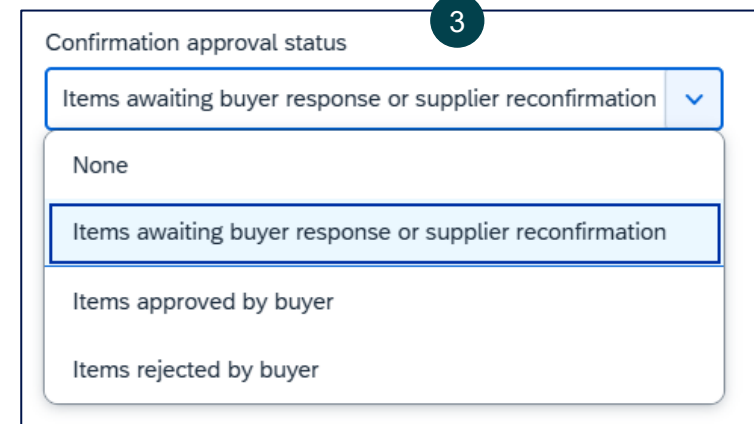 3
Confirmation approval status
Items awaiting buyer response or supplier reconfirmation
None
Items awaiting buyer response or supplier reconfirmation
Items approved by buyer
Items rejected by buyer